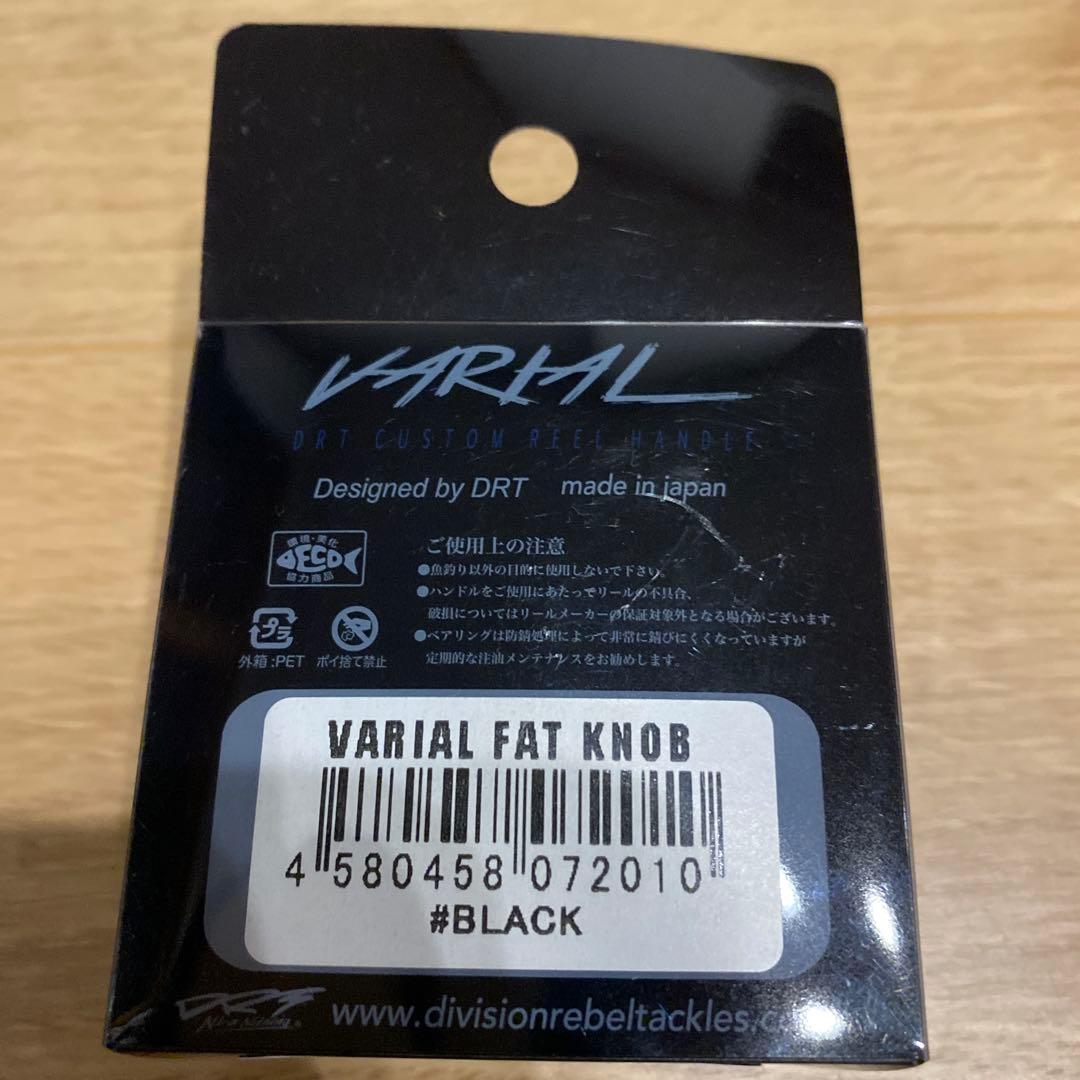 VARIAL
DRT CUSTOM REEL HANDLE
Designed by DRT made in japan
環境・美化
ECO
協力商品
プラ
外箱:PET ポイ捨て禁止
ご使用上の注意
●魚釣り以外の目的に使用しないで下さい。
●ハンドルをご使用にあたってリールの不具合、
破損についてはリールメーカーの保証対象外となる場合がございます。
●ベアリングは防錆処理によって非常に錆びにくくなっていますが
定期的な注油メンテナンスをお勧めします。
VARIAL FAT KNOB
4 580458 072010
#BLACK
DRT
www.divisionrebeltackles.c